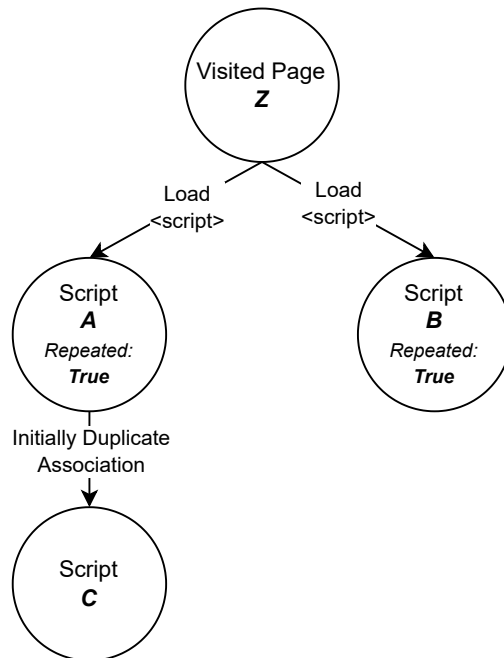 Visited Page
Z
Load
<script>
Load
<script>
Script
A
Repeated:
True
Script
B
Repeated:
True
Initially Duplicate
Association
Script
C